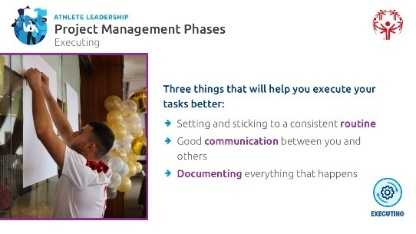 ATHLETE LEADERSHIP
Project Management Phases
Executing
Three things that will help you execute your
tasks better:
Setting and sticking to a consistent routine
Good communication between you and
others
Documenting everything that happens
EXECUTING